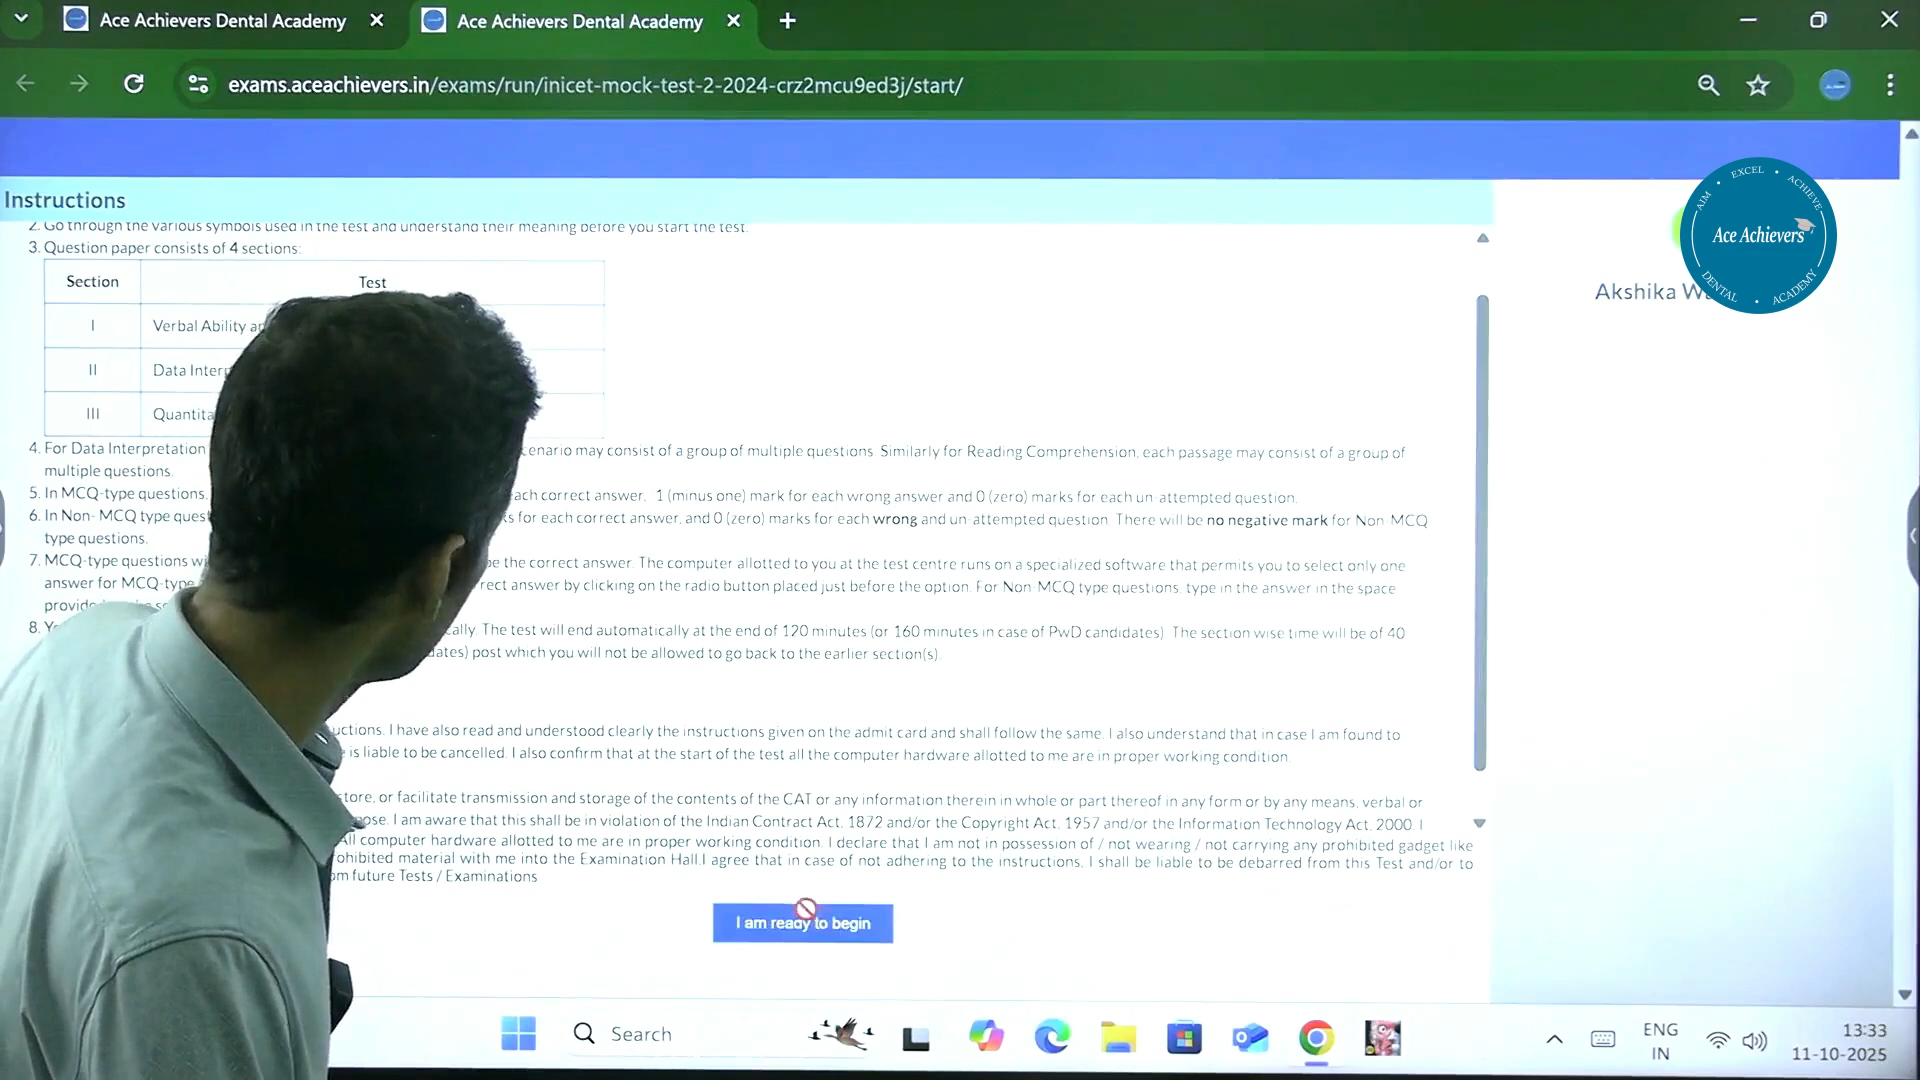 Ace Achievers Dental Academy
Ace Achievers Dental Academy
exams.aceachievers.in/exams/run/inicet-mock-test-2-2024-crz2mcu9ed3j/start/
Instructions
2. Go through the various symbols used in the test and understand their meaning before you start the test.
3. Question paper consists of 4 sections:
Section Test
I Verbal Ability
II Data
III
4. For Data Interpretation may consist of a group of multiple questions. Similarly for Reading Comprehension, each passage may consist of a group of
multiple questions.
5. In MCQ-type questions, each correct answer, 1 (minus one) mark for each wrong answer and 0 (zero) marks for each un-attempted question.
6. In Non- MCQ type for each correct answer, and 0 (zero) marks for each wrong and un-attempted question. There will be no negative mark for Non-MCQ
type questions.
7. MCQ-type questions the correct answer. The computer allotted to you at the test centre runs on a specialized software that permits you to select only one
answer for MCQ-type answer by clicking on the radio button placed just before the option. For Non-MCQ type questions, type in the answer in the space
8. The test will end automatically at the end of 120 minutes (or 160 minutes in case of PwD candidates). The section wise time will be of 40
post which you will not be allowed to go back to the earlier section(s).
I have also read and understood clearly the instructions given on the admit card and shall follow the same. I also understand that in case I am found to
is liable to be cancelled. I also confirm that at the start of the test all the computer hardware allotted to me are in proper working condition.
store, or facilitate transmission and storage of the contents of the CAT or any information therein in whole or part thereof in any form or by any means, verbal or
I am aware that this shall be in violation of the Indian Contract Act, 1872 and/or the Copyright Act, 1957 and/or the Information Technology Act, 2000. I
All computer hardware allotted to me are in proper working condition. I declare that I am not in possession of / not wearing / not carrying any prohibited gadget like
material with me into the Examination Hall.I agree that in case of not adhering to the instructions, I shall be liable to be debarred from this Test and/or to
future Tests / Examinations
I am ready to begin
Akshika
AIM • EXCEL • ACHIEVE
Ace Achievers
DENTAL • ACADEMY
Search
ENG
IN
13:33
11-10-2025